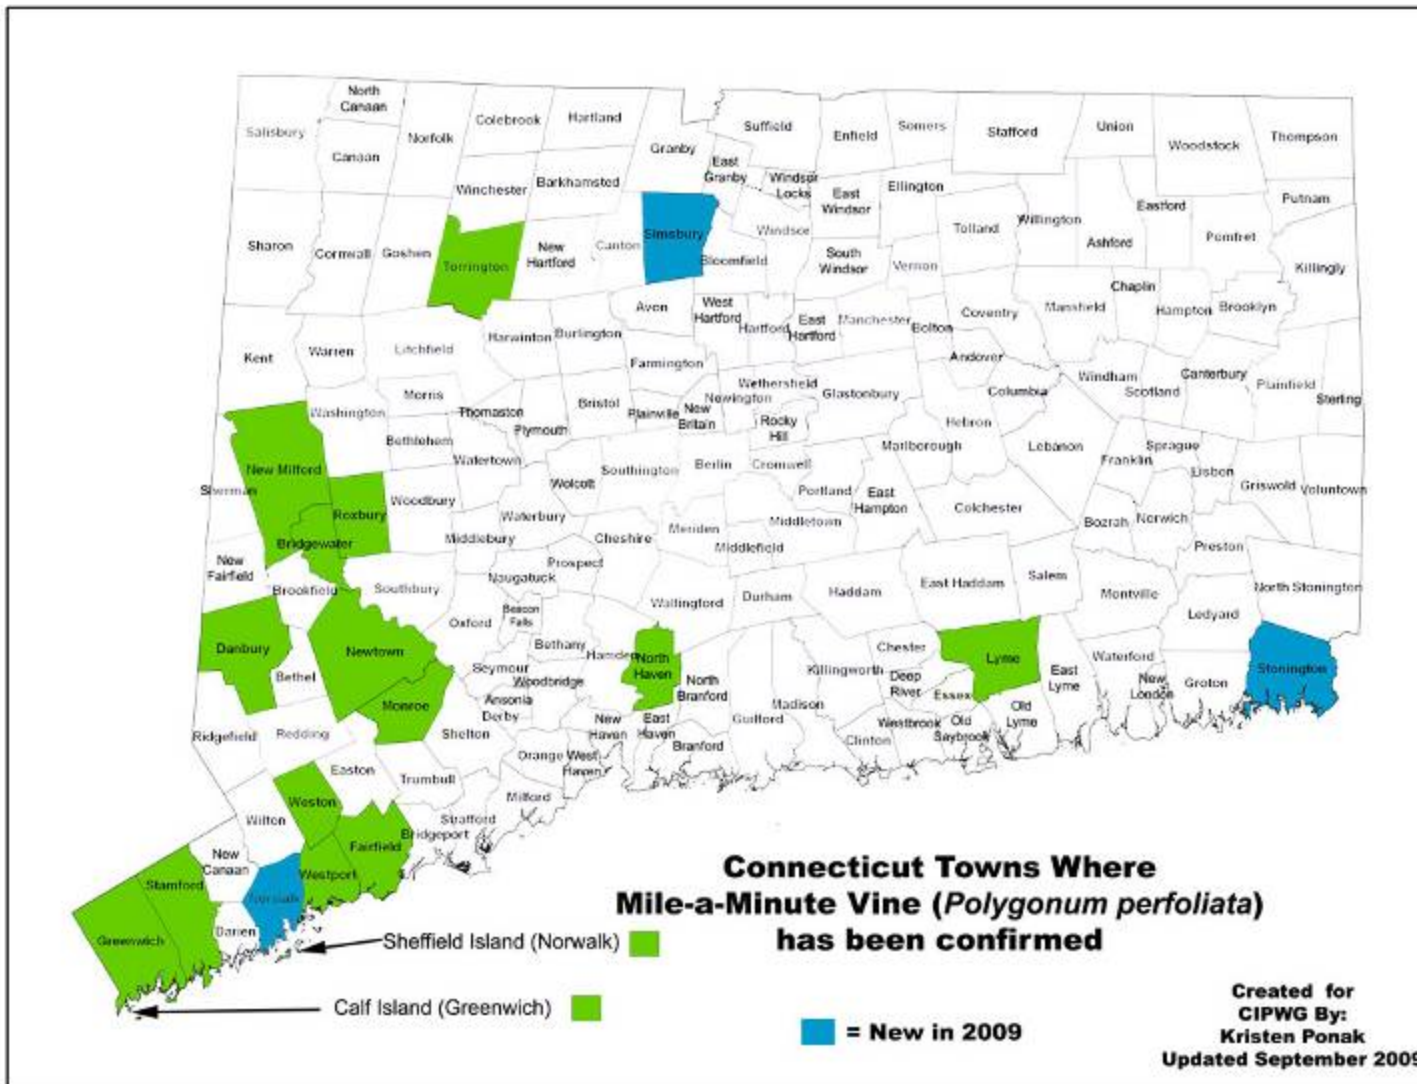 North
Canaan
Salisbury
Canaan
Norfolk
Colebrook
Hartland
Granby
Suffield
East
Granby
Windsor
Locks
Enfield
Somers
Stafford
Union
Woodstock
Thompson
Winchester
Barkhamsted
East
Windsor
Ellington
Willington
Tolland
Ashford
Eastford
Pomfret
Putnam
Sharon
Cornwall
Goshen
Torrington
New
Hartford
Canton
Simsbury
Bloomfield
Windsor
South
Windsor
Vernon
Killingly
Kent
Warren
Litchfield
Harwinton
Burlington
Avon
West
Hartford
Hartford
East
Hartford
Manchester
Bolton
Coventry
Mansfield
Chaplin
Hampton
Brooklyn
Andover
Farmington
Washington
Morris
Bethlehem
Thomaston
Plymouth
Watertown
Bristol
Plainville
New
Britain
Newington
Wethersfield
Rocky
Hill
Glastonbury
Columbia
Windham
Scotland
Canterbury
Plainfield
Sterling
Hebron
Marlborough
Lebanon
Franklin
Sprague
Lisbon
Griswold
Voluntown
New Milford
Sherman
Roxbury
Bridgewater
Woodbury
Middlebury
Waterbury
Wolcott
Southington
Berlin
Cromwell
Portland
East
Hampton
Colchester
Bozrah
Norwich
Preston
Cheshire
Meriden
Middletown
Middlefield
New
Fairfield
Brookfield
Southbury
Naugatuck
Prospect
Beacon
Falls
Oxford
Wallingford
Durham
Haddam
East Haddam
Salem
Montville
Ledyard
North Stonington
Danbury
Bethel
Newtown
Monroe
Seymour
Bethany
Woodbridge
Ansonia
Derby
Hamden
North
Haven
North
Branford
Killingworth
Chester
Deep
River
Essex
Lyme
East
Lyme
Waterford
New
London
Groton
Stonington
Ridgefield
Redding
Shelton
Orange
West
Haven
New
Haven
East
Haven
Branford
Guilford
Madison
Clinton
Westbrook
Old
Saybrook
Old
Lyme
Easton
Trumbull
Milford
Stratford
Bridgeport
Weston
Wilton
Fairfield
Westport
New
Canaan
Norwalk
Stamford
Darien
Greenwich
Sheffield Island (Norwalk)
Calf Island (Greenwich)
Connecticut Towns Where
Mile-a-Minute Vine (Polygonum perfoliata)
has been confirmed
= New in 2009
Created for
CIPWG By:
Kristen Ponak
Updated September 2009